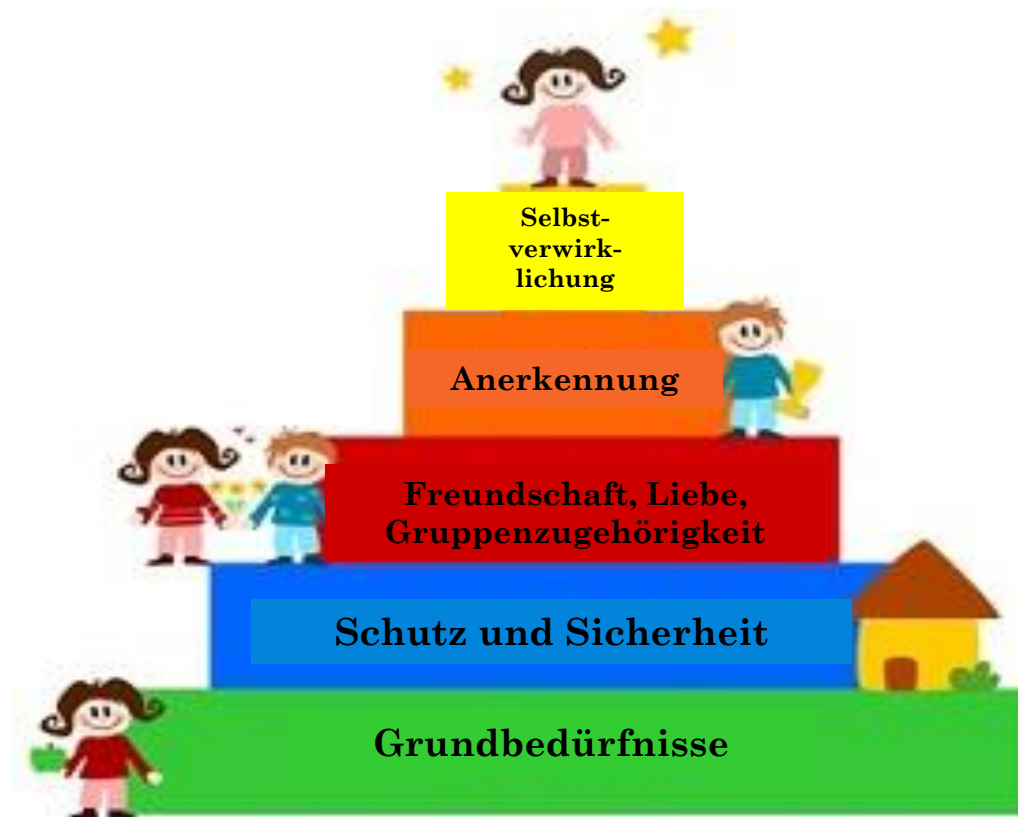 Selbst-
verwirk-
lichung
Anerkennung
Freundschaft, Liebe,
Gruppenzugehörigkeit
Schutz und Sicherheit
Grundbedürfnisse